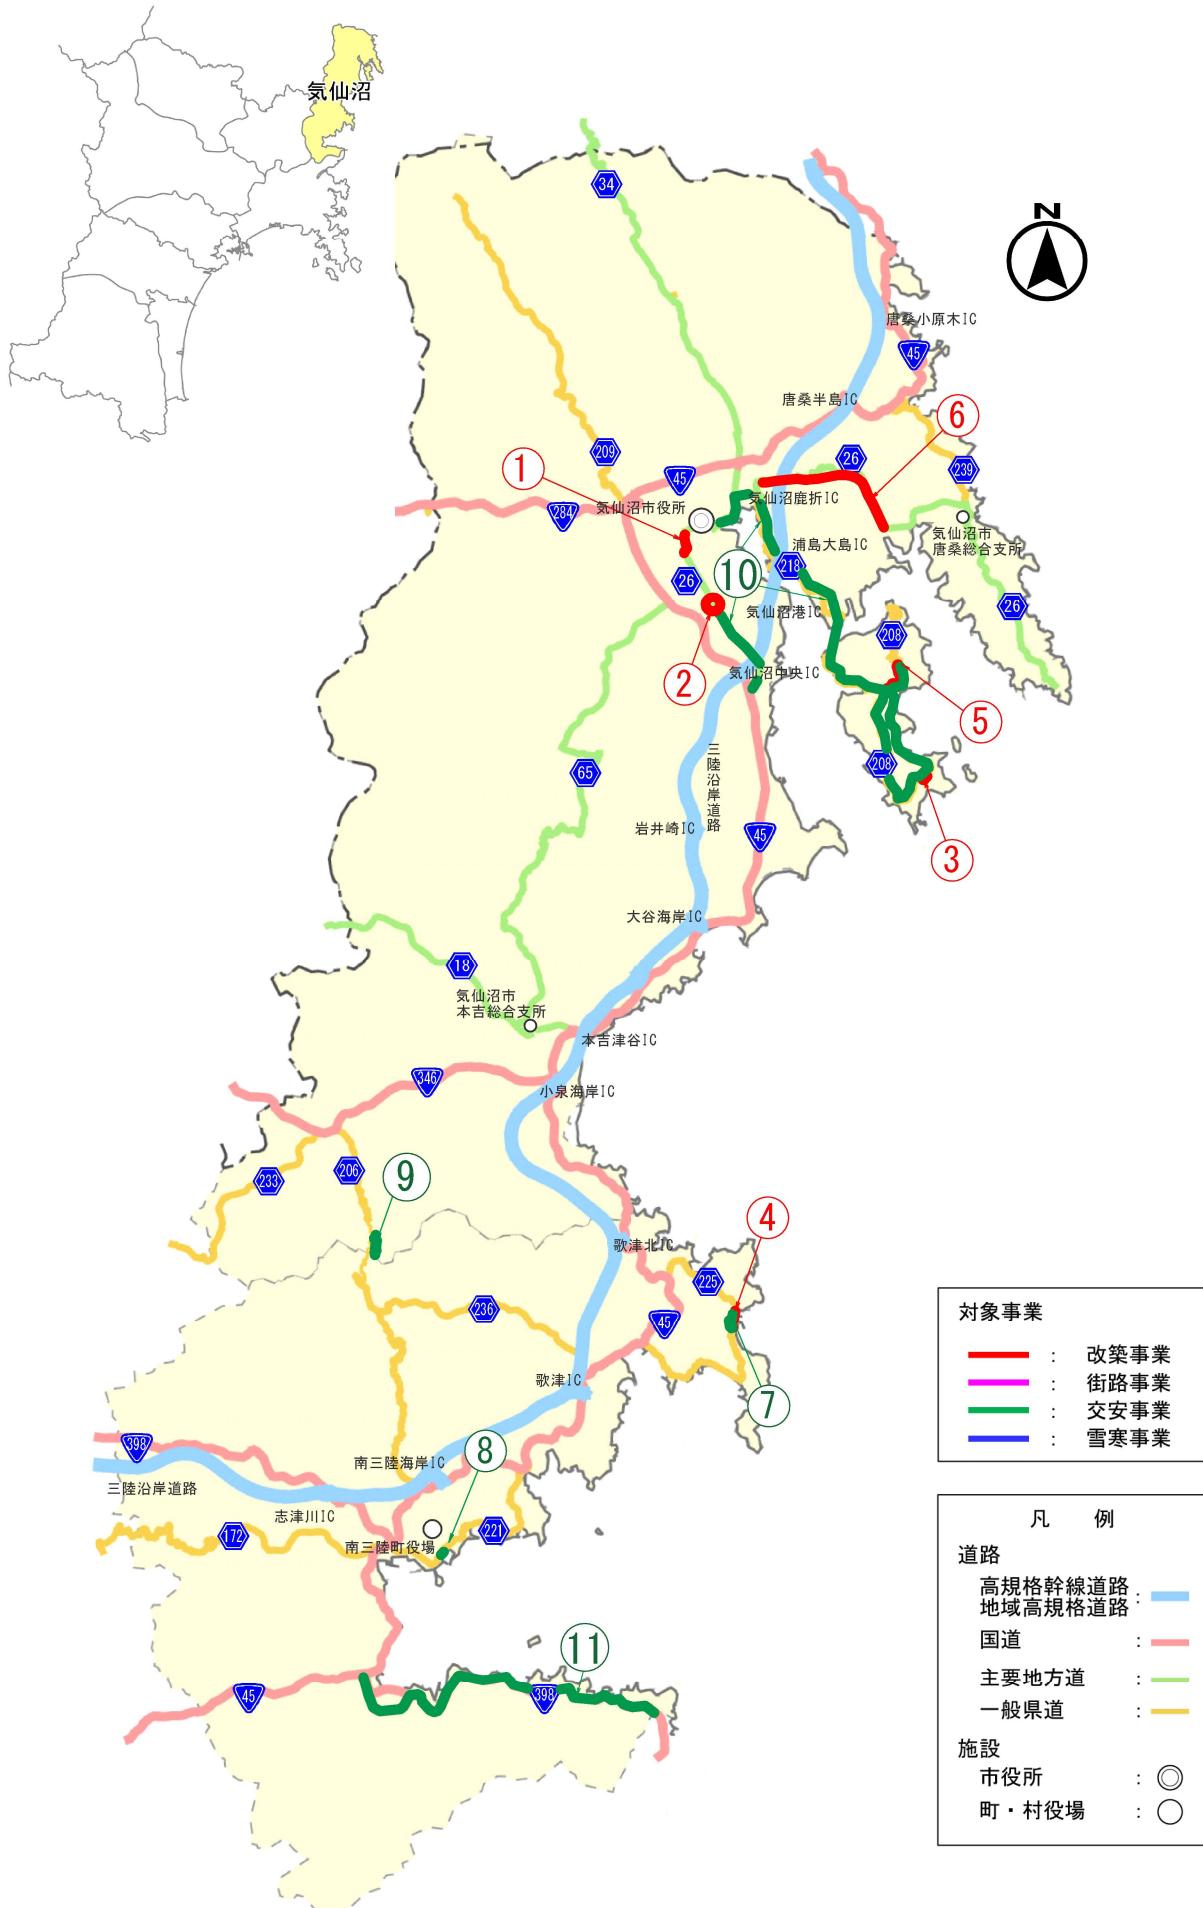 気仙沼
N
34
唐桑小原木IC
45
唐桑半島IC
6
209
1
45
26
239
気仙沼市役所
284
気仙沼鹿折IC
気仙沼市
唐桑総合支所
浦島大島IC
218
10
26
26
気仙沼港IC
208
2
気仙沼中央IC
5
三陸沿岸道路
208
65
岩井崎IC
45
3
大谷海岸IC
18
気仙沼市
本吉総合支所
本吉津谷IC
346
小泉海岸IC
233
206
9
4
歌津北IC
225
236
45
歌津IC
7
398
南三陸海岸IC
8
三陸沿岸道路
志津川IC
172
南三陸町役場
221
11
45
398
対象事業
: 改築事業
: 街路事業
: 交安事業
: 雪寒事業
凡 例
道路
高規格幹線道路
地域高規格道路 :
国道 :
主要地方道 :
一般県道 :
施設
市役所 :
町・村役場 :